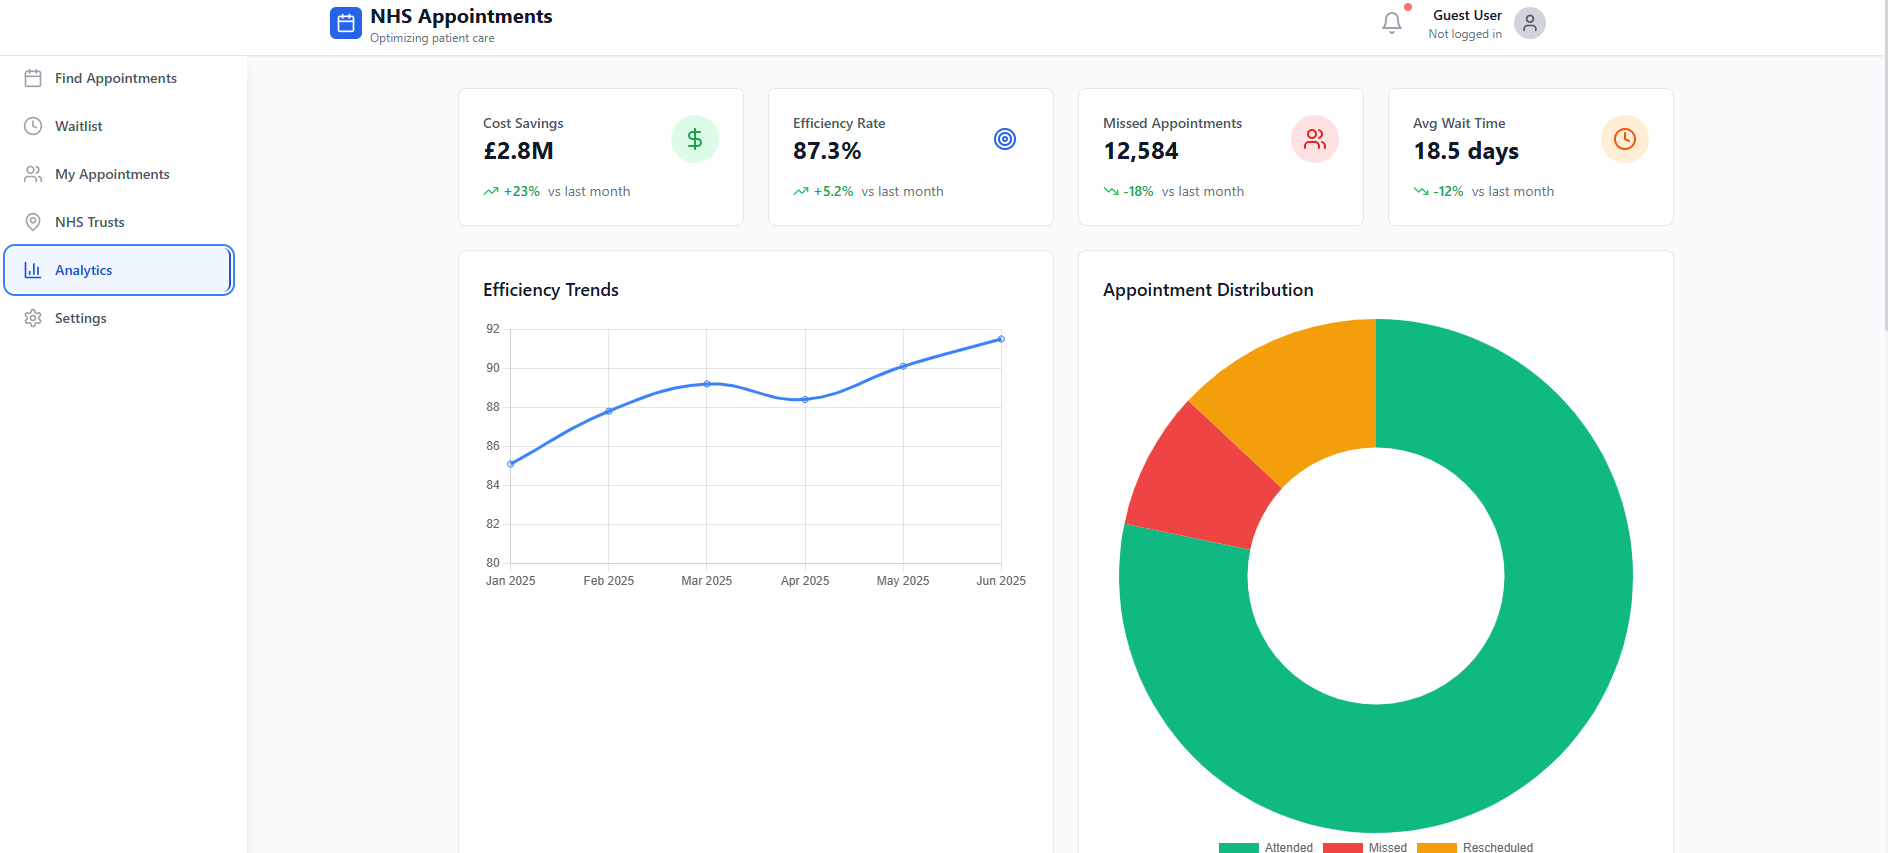 NHS Appointments
Optimizing patient care
Guest User
Not logged in
Find Appointments
Waitlist
My Appointments
NHS Trusts
Analytics
Settings
Cost Savings
£2.8M
+23% vs last month
Efficiency Rate
87.3%
+5.2% vs last month
Missed Appointments
12,584
-18% vs last month
Avg Wait Time
18.5 days
-12% vs last month
Efficiency Trends
92
90
88
86
84
82
80
Jan 2025 Feb 2025 Mar 2025 Apr 2025 May 2025 Jun 2025
Appointment Distribution
Attended Missed Rescheduled